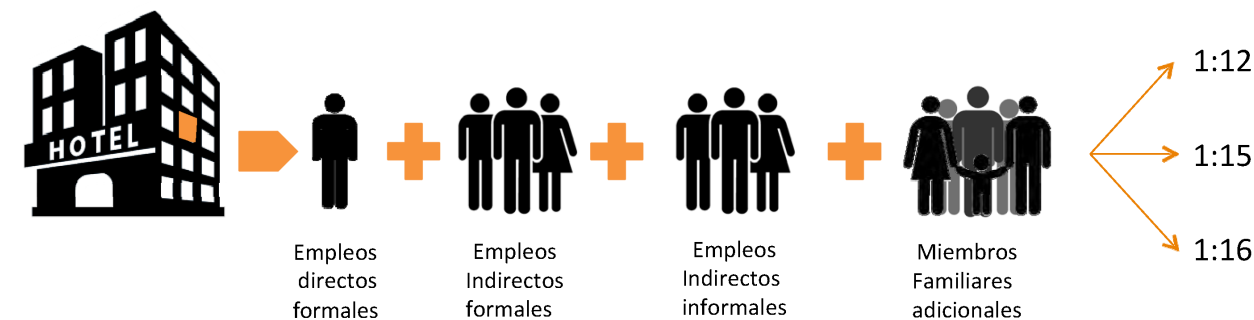 HOTEL
Empleos
directos
formales
Empleos
Indirectos
formales
Empleos
Indirectos
informales
Miembros
Familiares
adicionales
1:12
1:15
1:16